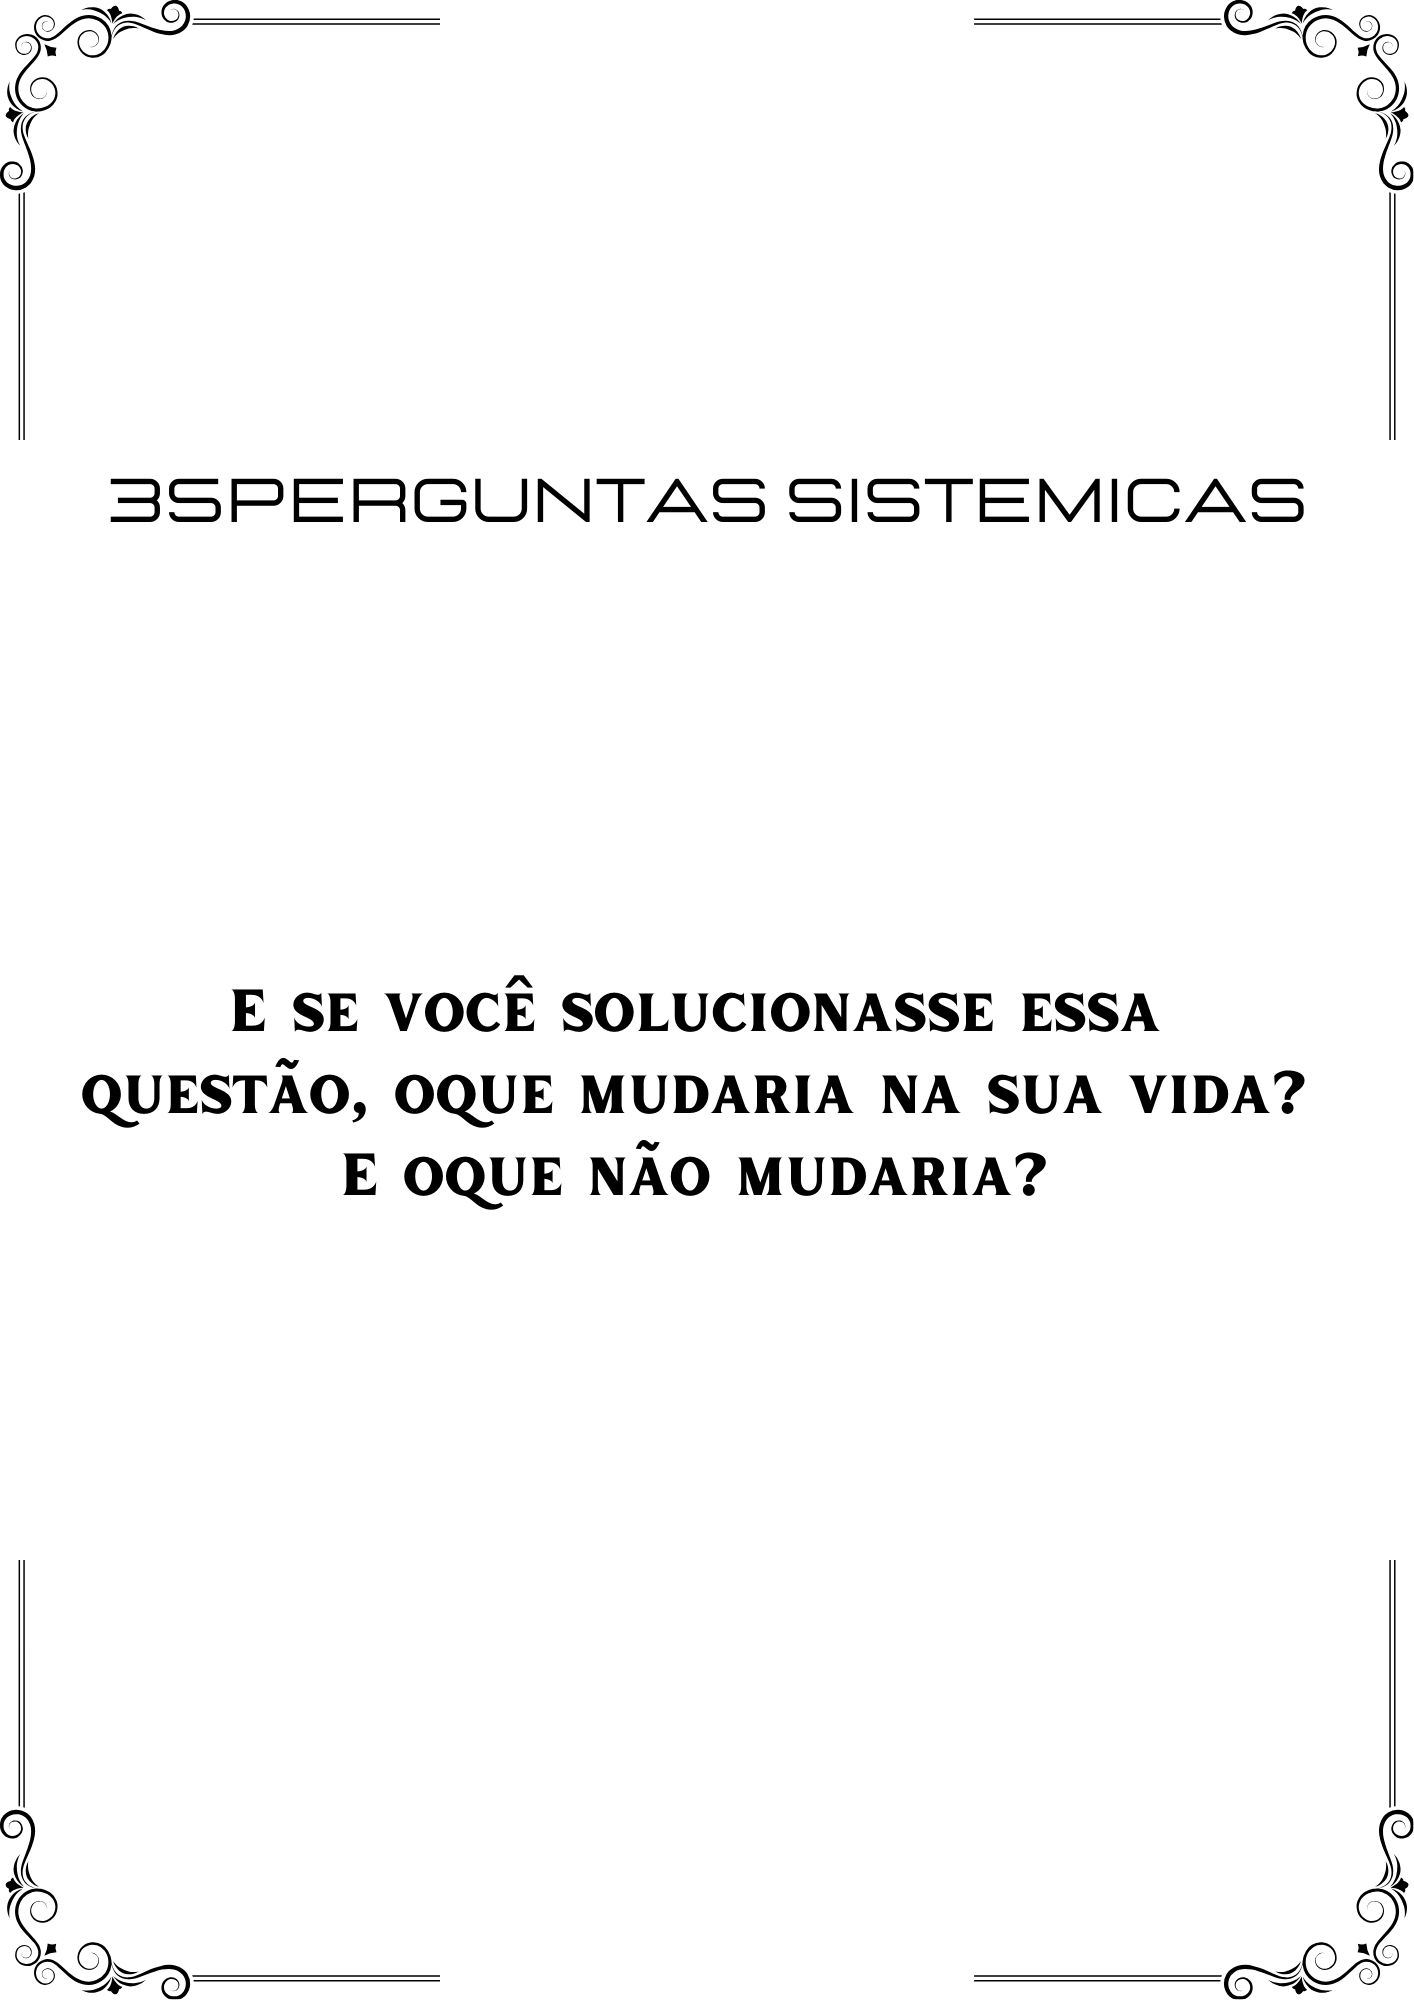 3SPERGUNTAS SISTEMICAS
E SE VOCÊ SOLUCIONASSE ESSA
QUESTÃO, OQUE MUDARIA NA SUA VIDA?
E OQUE NÃO MUDARIA?